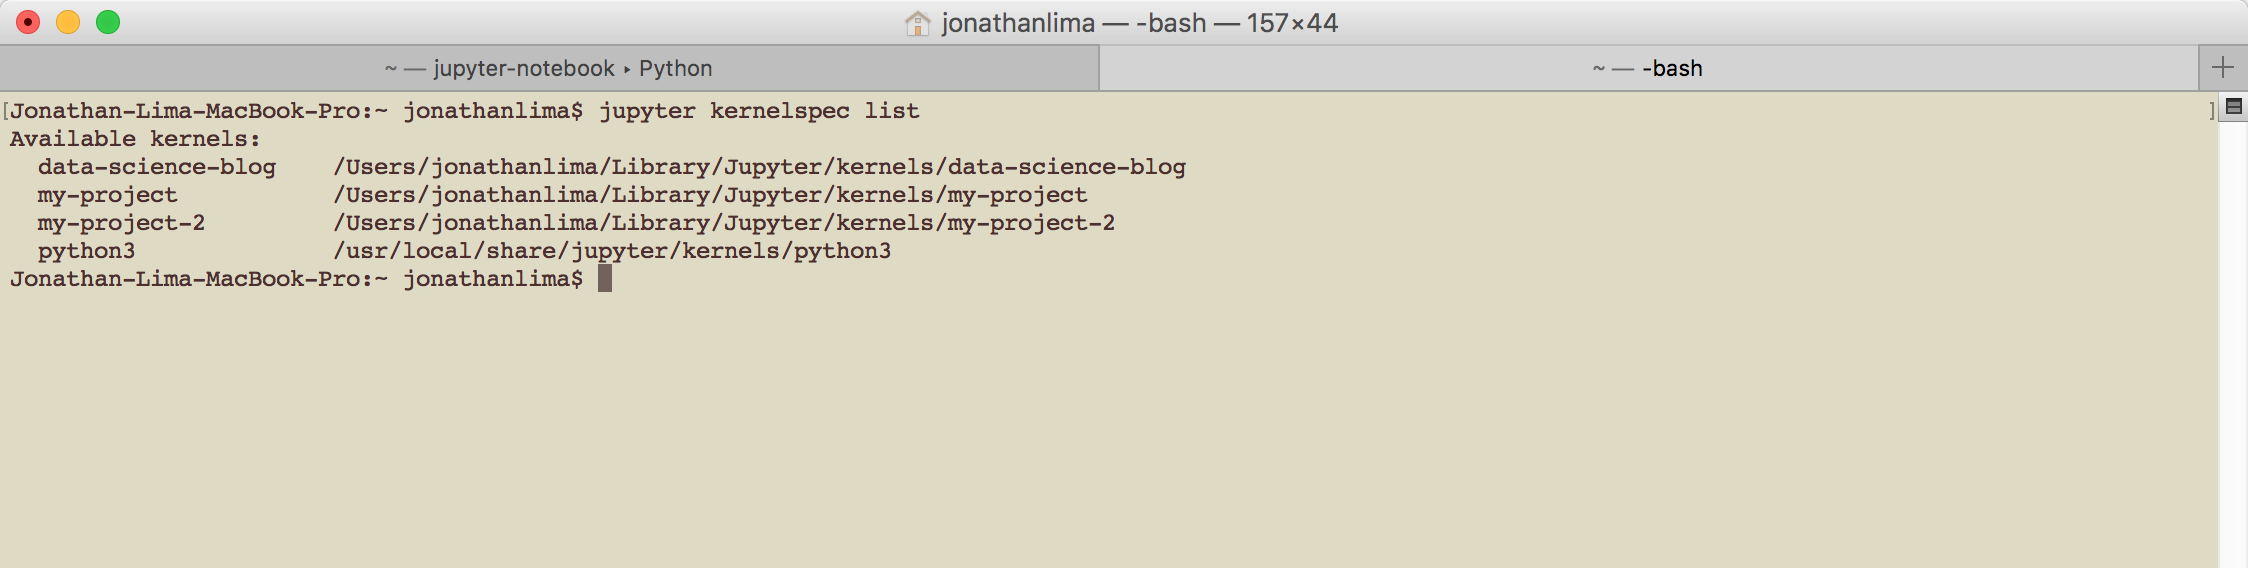 jonathanlima — -bash — 157×44
~ — jupyter-notebook ▸ Python
~ — -bash
[Jonathan-Lima-MacBook-Pro:~ jonathanlima$ jupyter kernelspec list ]
Available kernels:
  data-science-blog    /Users/jonathanlima/Library/Jupyter/kernels/data-science-blog
  my-project           /Users/jonathanlima/Library/Jupyter/kernels/my-project
  my-project-2         /Users/jonathanlima/Library/Jupyter/kernels/my-project-2
  python3              /usr/local/share/jupyter/kernels/python3
Jonathan-Lima-MacBook-Pro:~ jonathanlima$